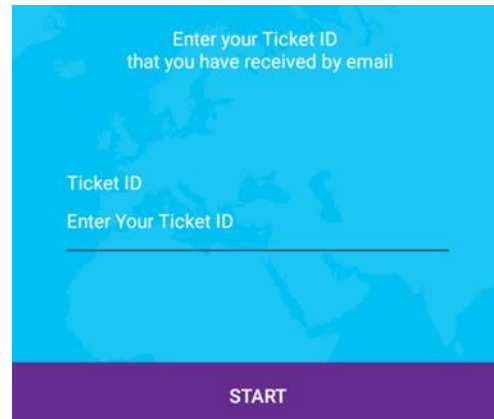 Enter your Ticket ID
that you have received by email
Ticket ID
Enter Your Ticket ID
START